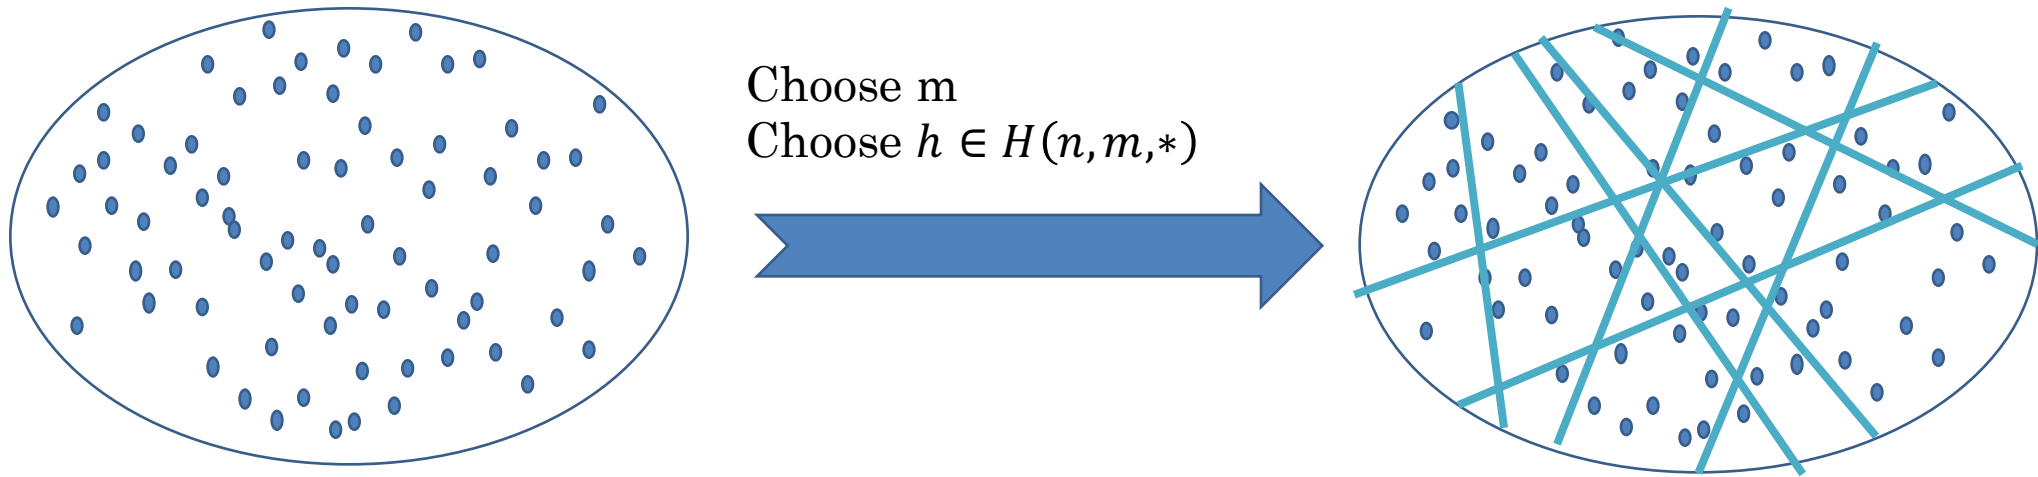 Choose m
Choose ℎ ∈ 𝐻(𝑛, 𝑚,∗)